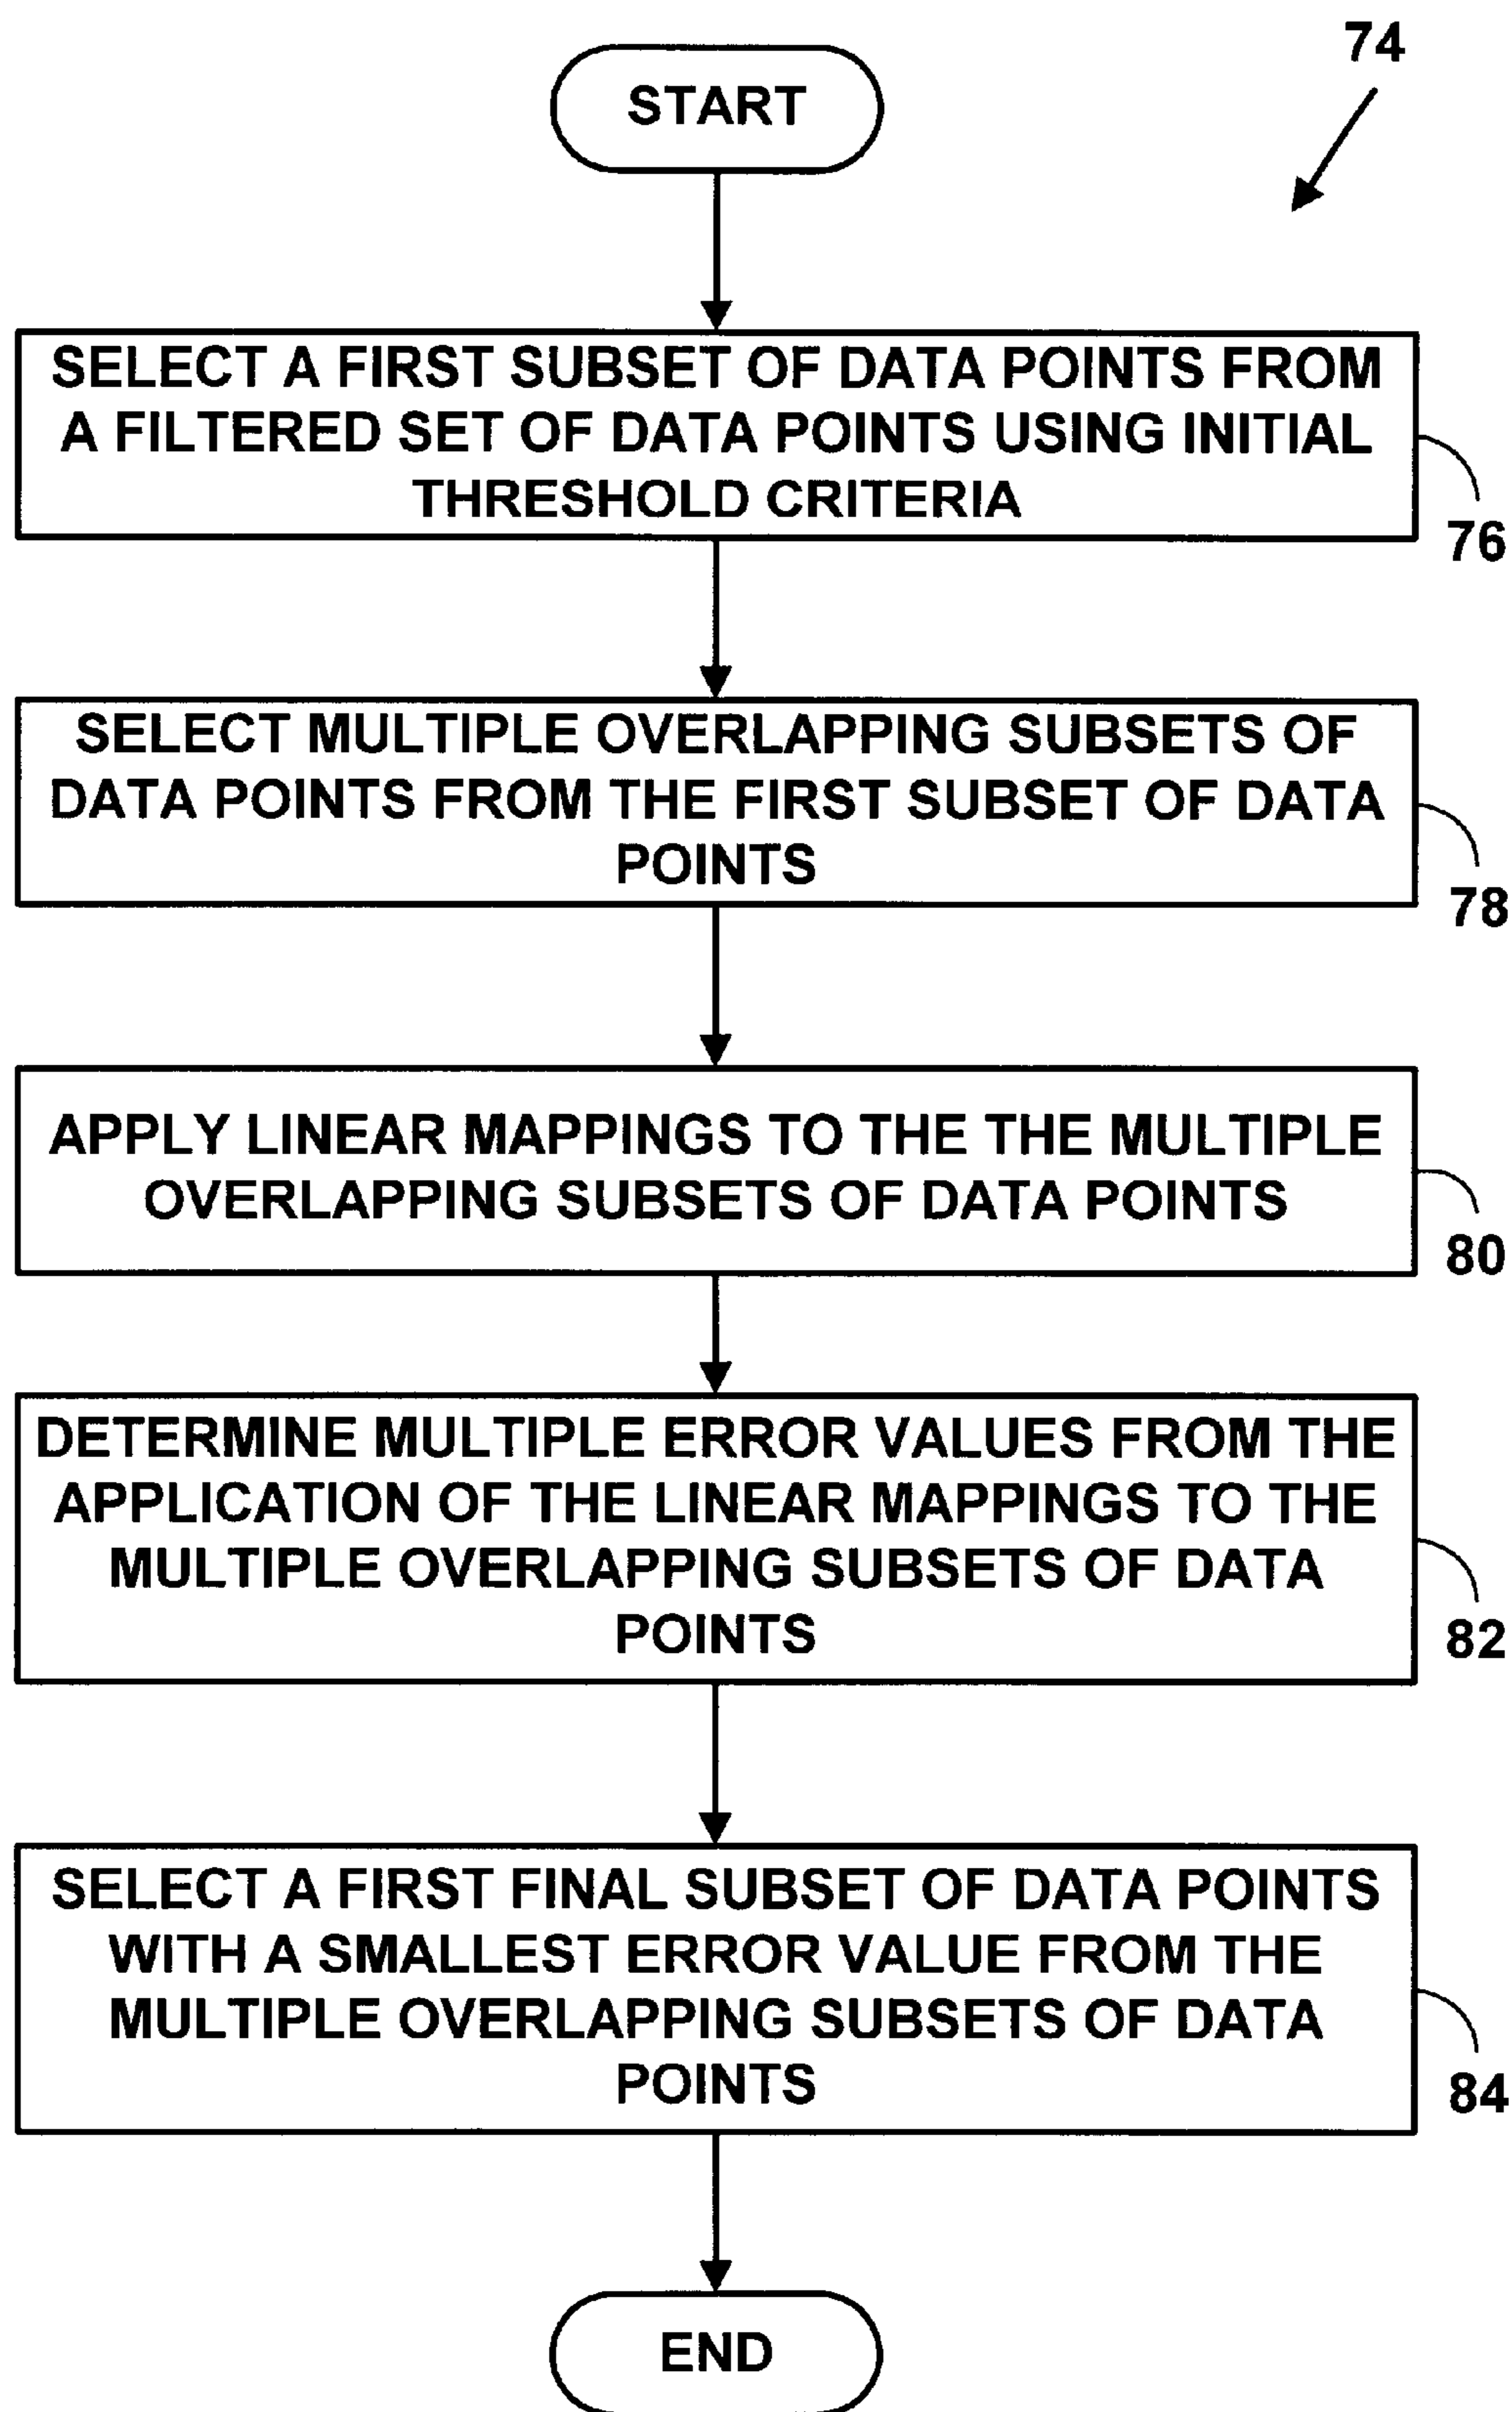 74
START
SELECT A FIRST SUBSET OF DATA POINTS FROM
A FILTERED SET OF DATA POINTS USING INITIAL
THRESHOLD CRITERIA
76
SELECT MULTIPLE OVERLAPPING SUBSETS OF
DATA POINTS FROM THE FIRST SUBSET OF DATA
POINTS
78
APPLY LINEAR MAPPINGS TO THE THE MULTIPLE
OVERLAPPING SUBSETS OF DATA POINTS
80
DETERMINE MULTIPLE ERROR VALUES FROM THE
APPLICATION OF THE LINEAR MAPPINGS TO THE
MULTIPLE OVERLAPPING SUBSETS OF DATA
POINTS
82
SELECT A FIRST FINAL SUBSET OF DATA POINTS
WITH A SMALLEST ERROR VALUE FROM THE
MULTIPLE OVERLAPPING SUBSETS OF DATA
POINTS
84
END